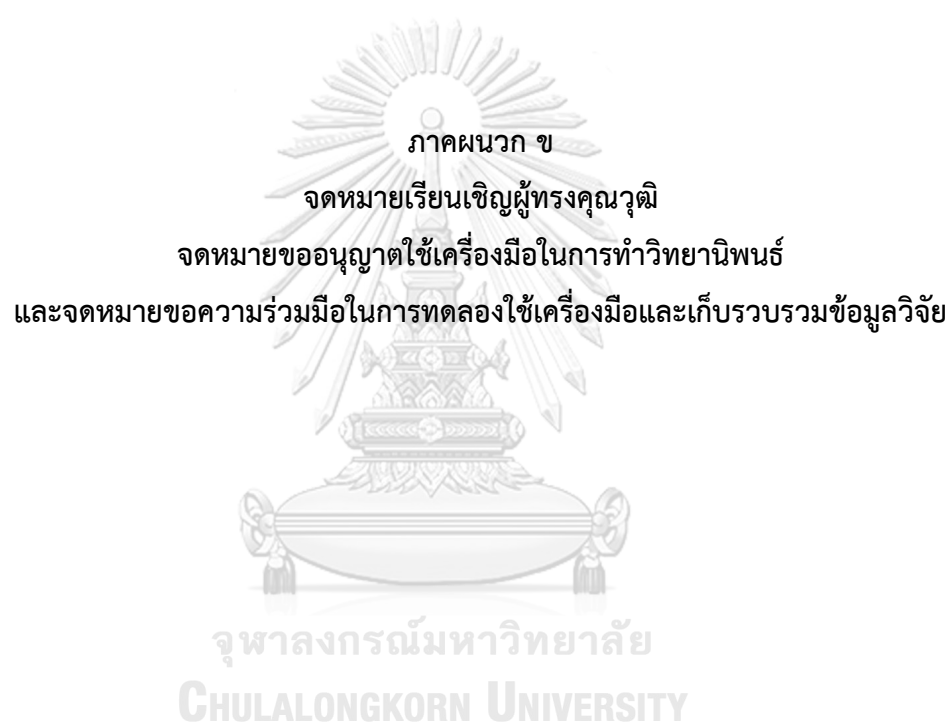 ภาคผนวก ข
จดหมายเรียนเชิญผู้ทรงคุณวุฒิ
จดหมายขออนุญาตใช้เครื่องมือในการทำวิทยานิพนธ์
และจดหมายขอความร่วมมือในการทดลองใช้เครื่องมือและเก็บรวบรวมข้อมูลวิจัย
จุฬาลงกรณ์มหาวิทยาลัย
CHULALONGKORN UNIVERSITY